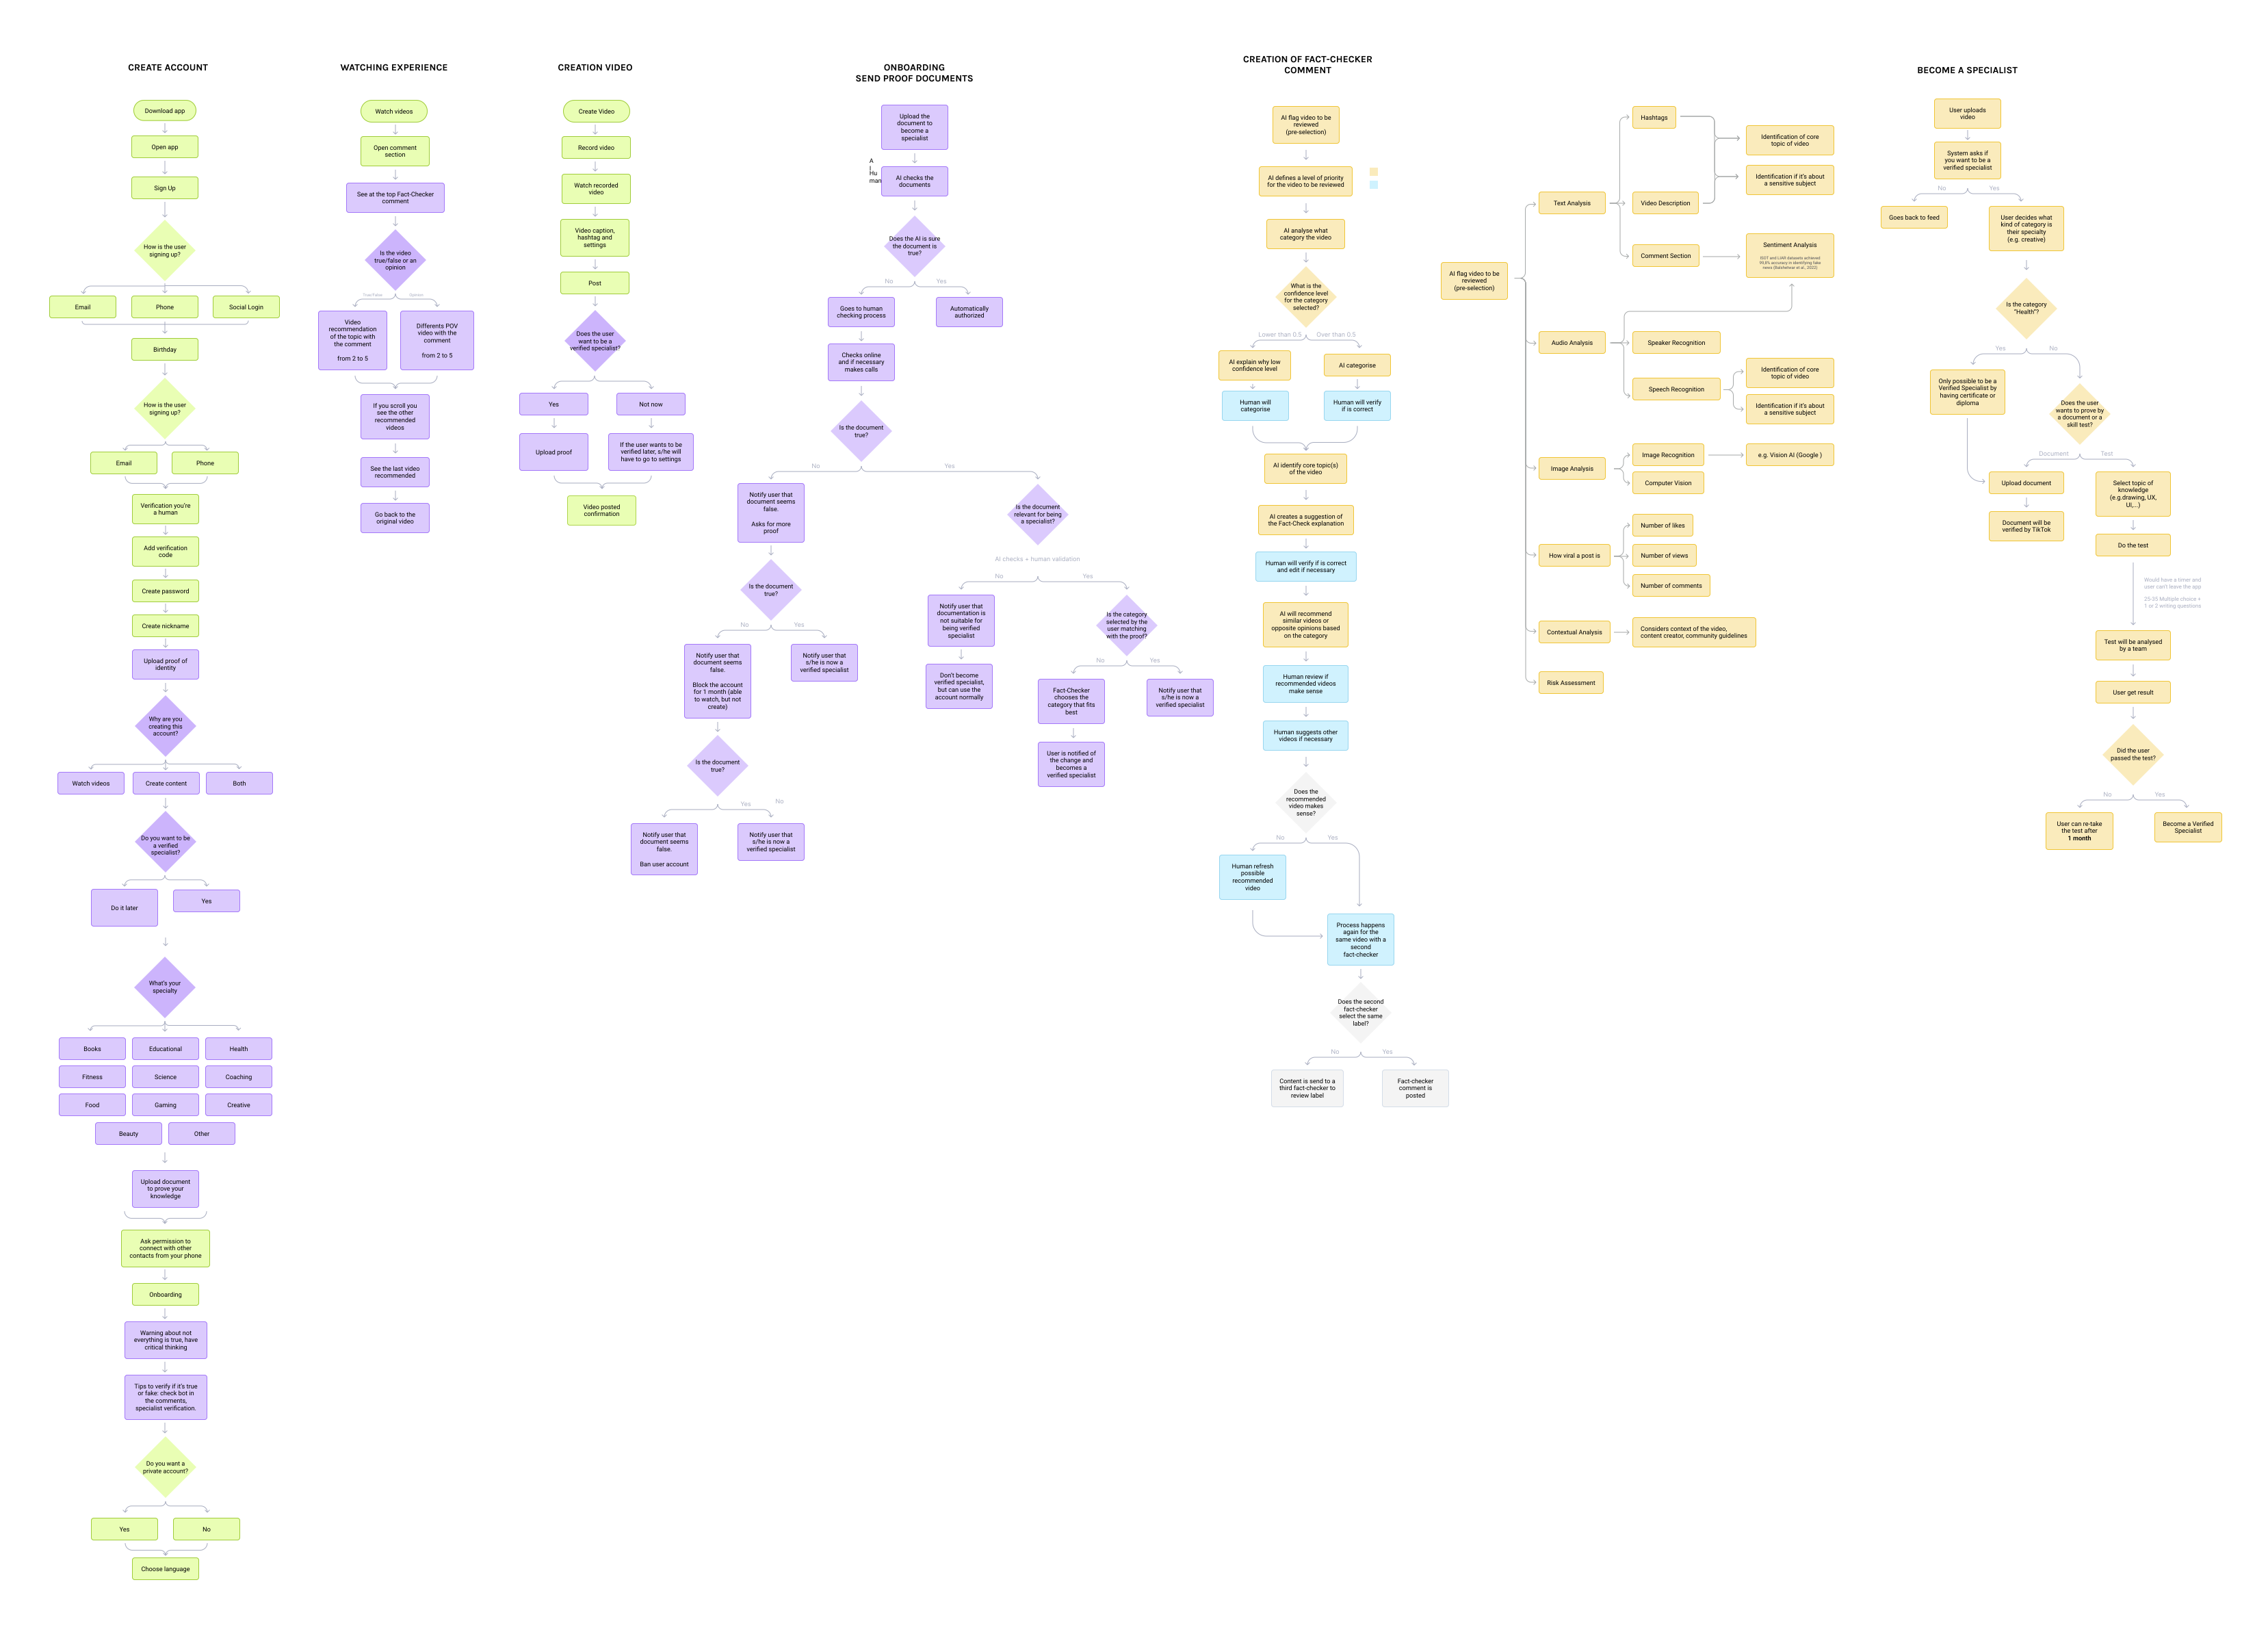 CREATE ACCOUNT
Download app
Open app
Sign Up
How is the user
signing up?
Email
Phone
Social Login
Birthday
How is the user
signing up?
Email
Phone
Verification you're
a human
Add verification
code
Create password
Create nickname
Upload proof of
identity
Why are you
creating this
account?
Watch videos
Create content
Both
Do you want to be
a verified
specialist?
Do it later
Yes
What's your
specialty
Books
Educational
Health
Fitness
Science
Coaching
Food
Gaming
Creative
Beauty
Other
Upload document
to prove your
knowledge
Ask permission to
connect with other
contacts from your phone
Onboarding
Warning about not
everything is true, have
critical thinking
Tips to verify if it's true
or fake: check bot in
the comments,
specialist verification.
Do you want a
private account?
Yes
No
Choose language
WATCHING EXPERIENCE
Watch videos
Open comment
section
See at the top Fact-Checker
comment
Is the video
true/false or an
opinion
True/False
Opinion
Video
recommendation
of the topic with
the comment
from 2 to 5
Differents POV
video with the
comment
from 2 to 5
If you scroll you
see the other
recommended
videos
See the last video
recommended
Go back to the
original video
CREATION VIDEO
Create Video
Record video
Watch recorded
video
Video caption,
hashtag and
settings
Post
Does the user
want to be a
verified specialist?
Yes
Not now
Upload proof
If the user wants to be
verified later, s/he will
have to go to settings
Video posted
confirmation
ONBOARDING
SEND PROOF DOCUMENTS
Upload the
document to
become a
specialist
A
I
Hu
man
AI checks the
documents
Does the AI is sure
the document is
true?
No
Yes
Goes to human
checking process
Automatically
authorized
Checks online
and if necessary
makes calls
Is the document
true?
No
Yes
Notify user that
document seems
false.
Asks for more
proof
Is the document
relevant for being
a specialist?
AI checks + human validation
Is the document
true?
No
Yes
Notify user that
document seems
false.
Block the account
for 1 month (able
to watch, but not
create)
Notify user that
s/he is now a
verified specialist
Is the document
true?
Yes
No
Notify user that
document seems
false.
Ban user account
Notify user that
s/he is now a
verified specialist
No
Yes
Notify user that
documentation is
not suitable for
being verified
specialist
Is the category
selected by the
user matching
with the proof?
Don't become
verified specialist,
but can use the
account normally
No
Yes
Fact-Checker
chooses the
category that fits
best
Notify user that
s/he is now a
verified specialist
User is notified of
the change and
becomes a
verified specialist
CREATION OF FACT-CHECKER
COMMENT
AI flag video to be
reviewed
(pre-selection)
AI defines a level of priority
for the video to be reviewed
AI analyse what
category the video
What is the
confidence level
for the category
selected?
Lower than 0.5
Over than 0.5
AI explain why low
confidence level
AI categorise
Human will
categorise
Human will verify
if is correct
AI identify core topic(s)
of the video
AI creates a suggestion of
the Fact-Check explanation
Human will verify if is correct
and edit if necessary
AI will recommend
similar videos or
opposite opinions based
on the category
Human review if
recommended videos
make sense
Human suggests other
videos if necessary
Does the
recommended
video makes
sense?
No
Yes
Human refresh
possible
recommended
video
Process happens
again for the
same video with a
second
fact-checker
Does the second
fact-checker
select the same
label?
No
Yes
Content is send to a
third fact-checker to
review label
Fact-checker
comment is
posted
AI flag video to be
reviewed
(pre-selection)
Text Analysis
Hashtags
Video Description
Comment Section
Identification of core
topic of video
Identification if it's about
a sensitive subject
Sentiment Analysis
Audio Analysis
Speaker Recognition
Speech Recognition
Identification of core
topic of video
Identification if it's about
a sensitive subject
Image Analysis
Image Recognition
e.g. Vision AI (Google )
Computer Vision
How viral a post is
Number of likes
Number of views
Number of comments
Contextual Analysis
Considers context of the video,
content creator, community guidelines
Risk Assessment
BECOME A SPECIALIST
User uploads
video
System asks if
you want to be a
verified specialist
No
Yes
Goes back to feed
User decides what
kind of category is
their specialty
(e.g. creative)
Is the category
"Health"?
Yes
No
Only possible to be a
Verified Specialist by
having certificate or
diploma
Does the user
wants to prove by
a document or a
skill test?
Document
Test
Upload document
Select topic of
knowledge
(e.g.drawing, UX,
UI,...)
Document will be
verified by TikTok
Do the test
Would have a timer and
user can't leave the app
25-35 Multiple choice +
1 or 2 writing questions
Test will be analysed
by a team
User get result
Did the user
passed the test?
No
Yes
User can re-take
the test after
1 month
Become a Verified
Specialist